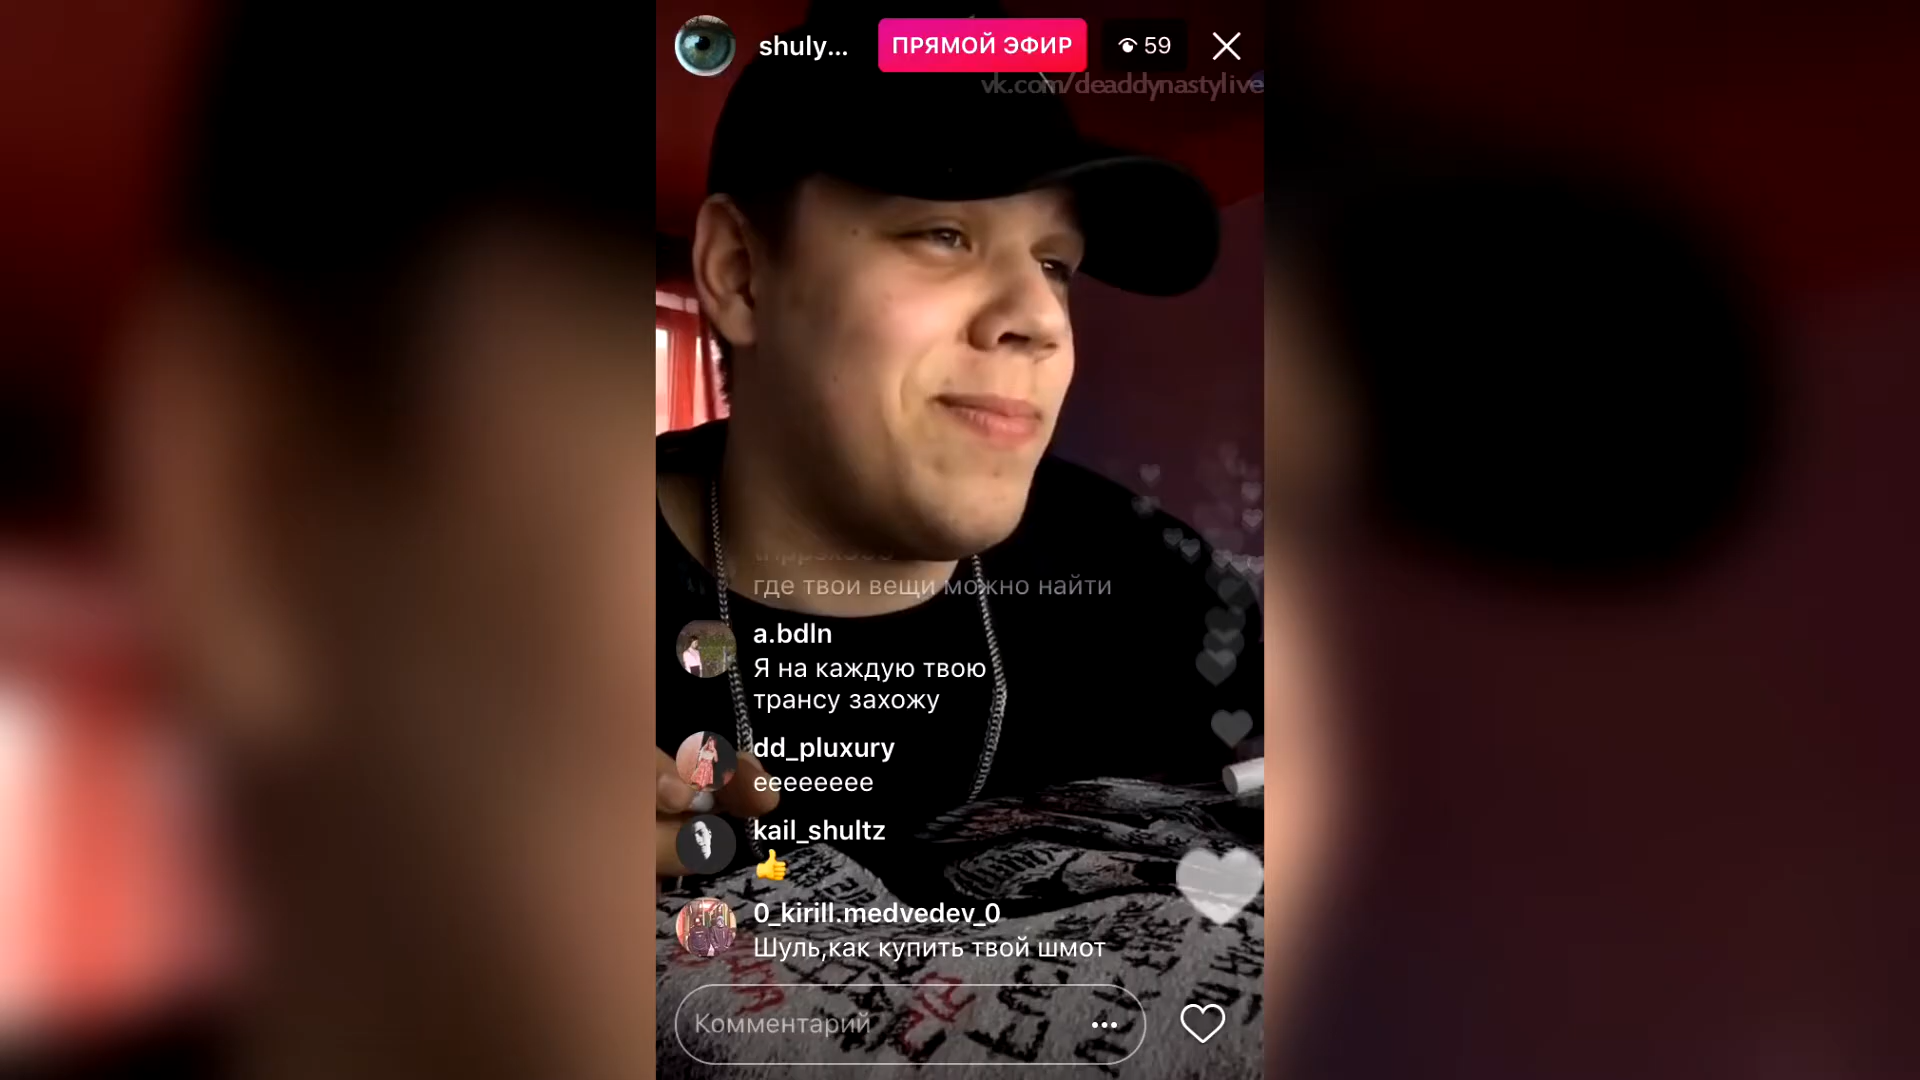 shuly...
ПРЯМОЙ ЭФИР
59
vk.com/deaddynastylive
где твои вещи можно найти
a.bdln
Я на каждую твою
трансу захожу
dd_pluxury
еееееееe
kail_shultz
👍
0_kirill.medvedev_0
Шуль,как купить твой шмот
Комментарий